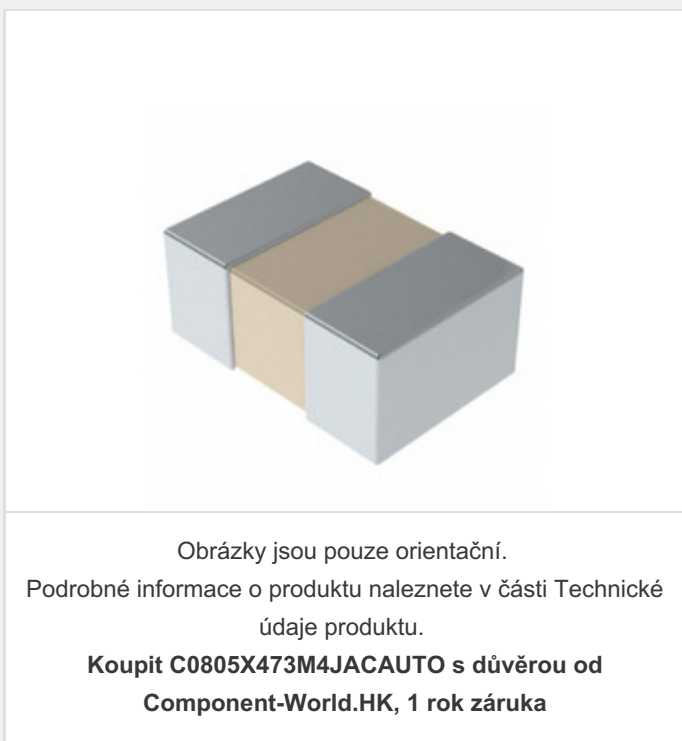 Obrázky jsou pouze orientační.
Podrobné informace o produktu naleznete v části Technické
údaje produktu.
Koupit C0805X473M4JACAUTO s důvěrou od
Component-World.HK, 1 rok záruka